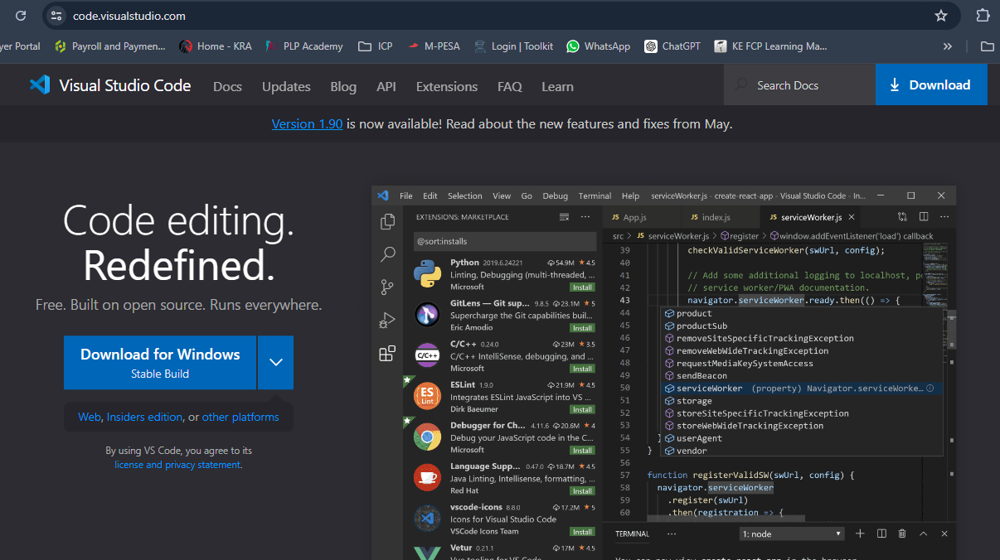 code.visualstudio.com
yer Portal Payroll and Paymen... Home - KRA PLP Academy ICP M-PESA Login | Toolkit WhatsApp ChatGPT KE FCP Learning Ma... »
Visual Studio Code Docs Updates Blog API Extensions FAQ Learn Search Docs Download
Version 1.90 is now available! Read about the new features and fixes from May.
Code editing.
Redefined.
Free. Built on open source. Runs everywhere.
Download for Windows
Stable Build
Web, Insiders edition, or other platforms
By using VS Code, you agree to its
license and privacy statement.
File Edit Selection View Go Debug Terminal Help serviceWorker.js - create-react-app - Visual Studio Code - In...
EXTENSIONS: MARKETPLACE
@sort:installs
Python 2019.6.24221 54.9M ★ 4.5
Linting, Debugging (multi-threaded, ...
Microsoft Install
GitLens — Git sup... 9.8.5 23.1M ★ 5
Supercharge the Git capabilities buil...
Eric Amodio Install
C/C++
C/C++ 0.24.0 23M ★ 3.5
C/C++ IntelliSense, debugging, and ...
Microsoft Install
ES
Lint
ESLint 1.9.0 21.9M ★ 4.5
Integrates ESLint JavaScript into VS ...
Dirk Baeumer Install
Debugger for Ch... 4.11.6 20.6M ★ 4
Debug your JavaScript code in the C...
Microsoft Install
Language Supp... 0.47.0 18.7M ★ 4.5
Java Linting, Intellisense, formatting, ...
Red Hat Install
vscode-icons 8.8.0 17.2M ★ 5
Icons for Visual Studio Code
VSCode Icons Team Install
Vetur 0.21.1 17M ★ 4.5
JS App.js JS index.js JS serviceWorker.js
src > JS serviceWorker.js > register > window.addEventListener('load') callback
39 checkValidServiceWorker(swUrl, config);
40
41 // Add some additional logging to localhost, p
42 // service worker/PWA documentation.
43 navigator.serviceWorker.ready.then(() => {
44 product
45 productSub
46 removeSiteSpecificTrackingException
47 removeWebWideTrackingException
48 requestMediaKeySystemAccess
49 sendBeacon
50 serviceWorker (property) Navigator.serviceWorke...
51 storage
52 storeSiteSpecificTrackingException
53 storeWebWideTrackingException
54 } userAgent
55 } vendor
56
57 function registerValidSW(swUrl, config) {
58 navigator.serviceWorker
59 .register(swUrl)
60 .then(registration => {
TERMINAL ... 1: node